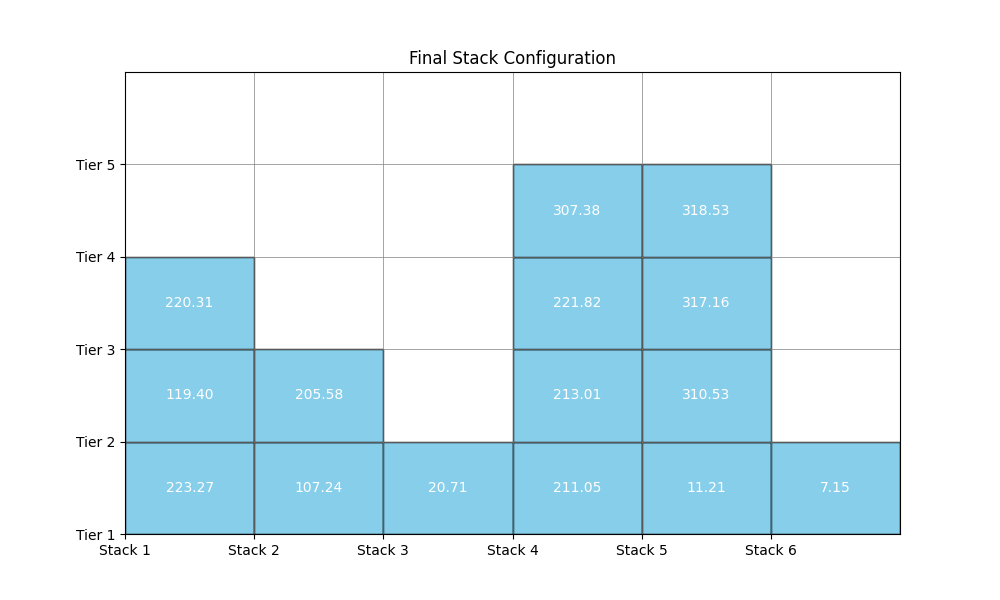 Final Stack Configuration
Tier 5
307.38 318.53
Tier 4
220.31 221.82 317.16
Tier 3
119.40 205.58 213.01 310.53
Tier 2
223.27 107.24 20.71 211.05 11.21 7.15
Tier 1
Stack 1 Stack 2 Stack 3 Stack 4 Stack 5 Stack 6